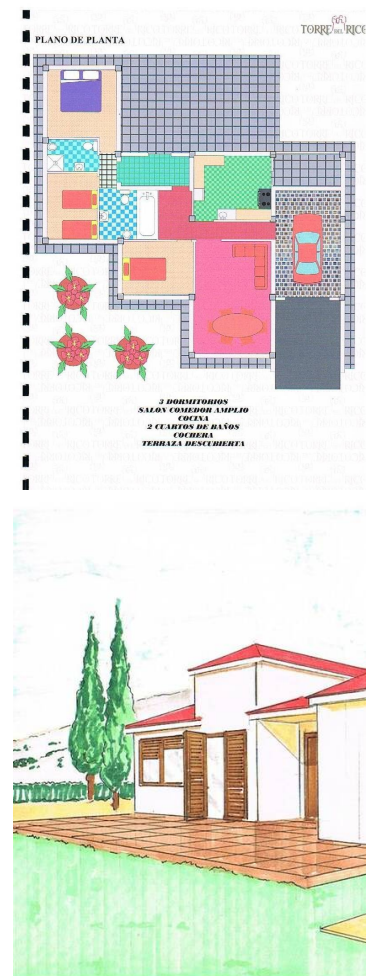 TORRE DEL RICO
PLANO DE PLANTA
3 DORMITORIOS
SALON COMEDOR AMPLIO
COCINA
2 CUARTOS DE BAÑOS
COCHERA
TERRAZA DESCUBIERTA